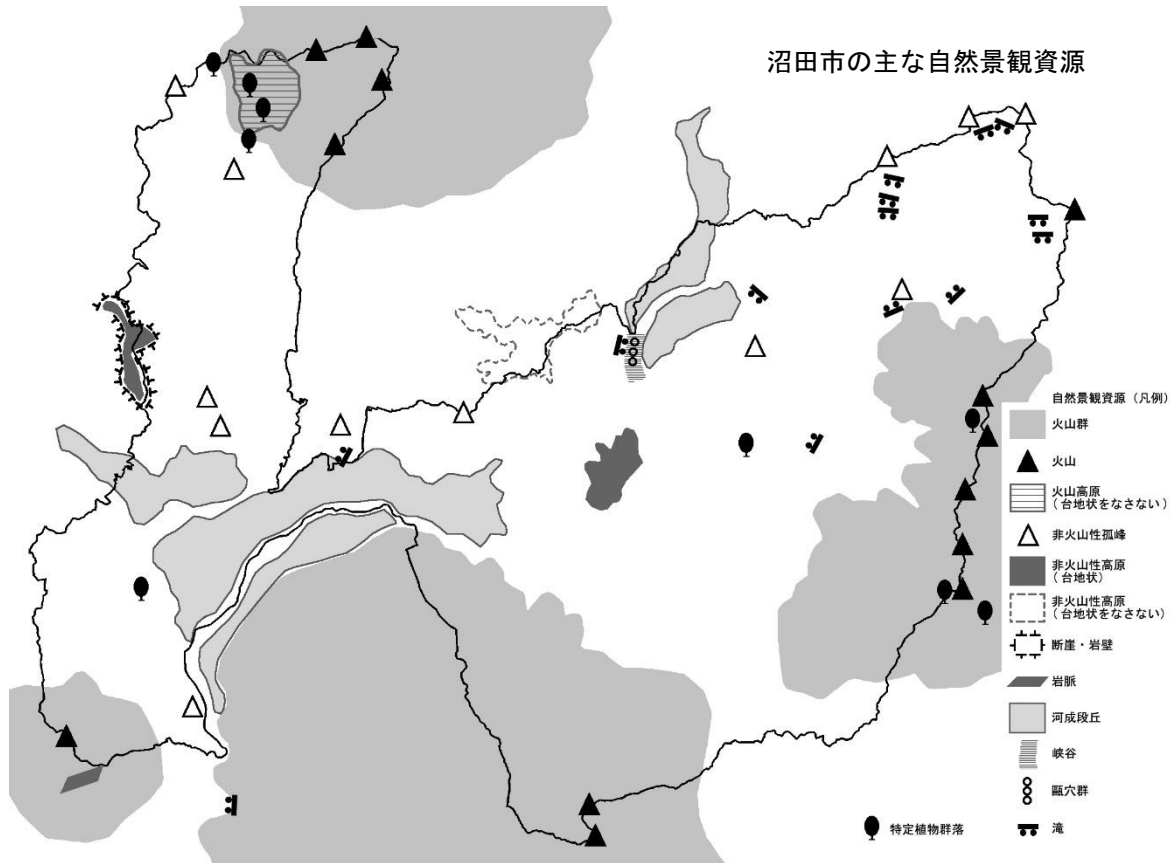 沼田市の主な自然景観資源
自然景観資源（凡例）
火山群
火山
火山高原
（台地状をなさない）
非火山性孤峰
非火山性高原
（台地状）
非火山性高原
（台地状をなさない）
断崖・岩壁
岩脈
河成段丘
峡谷
甌穴群
特定植物群落
滝